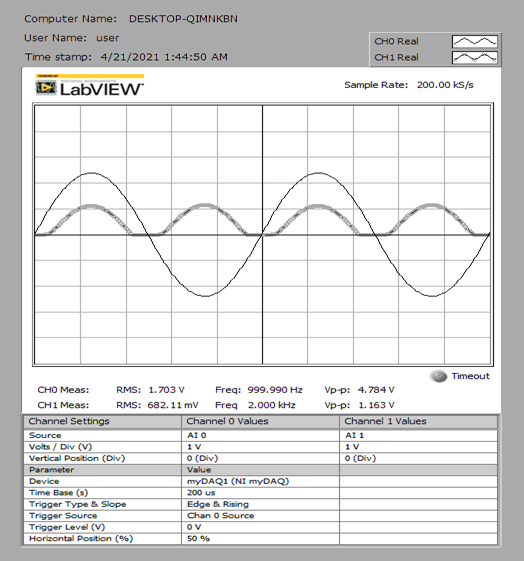 Computer Name: DESKTOP-QIMNKBN
User Name: user
Time stamp: 4/21/2021 1:44:50 AM
CH0 Real
CH1 Real
LabVIEW
Sample Rate: 200.00 kS/s
Timeout
CH0 Meas: RMS: 1.703 V Freq: 999.990 Hz Vp-p: 4.784 V
CH1 Meas: RMS: 682.11 mV Freq 2.000 kHz Vp-p: 1.163 V
Channel Settings Channel 0 Values Channel 1 Values
Source AI 0 AI 1
Volts / Div (V) 1 V 1 V
Vertical Position (Div) 0 (Div) 0 (Div)
Parameter Value
Device myDAQ1 (NI myDAQ)
Time Base (s) 200 us
Trigger Type & Slope Edge & Rising
Trigger Source Chan 0 Source
Trigger Level (V) 0 V
Horizontal Position (%) 50 %